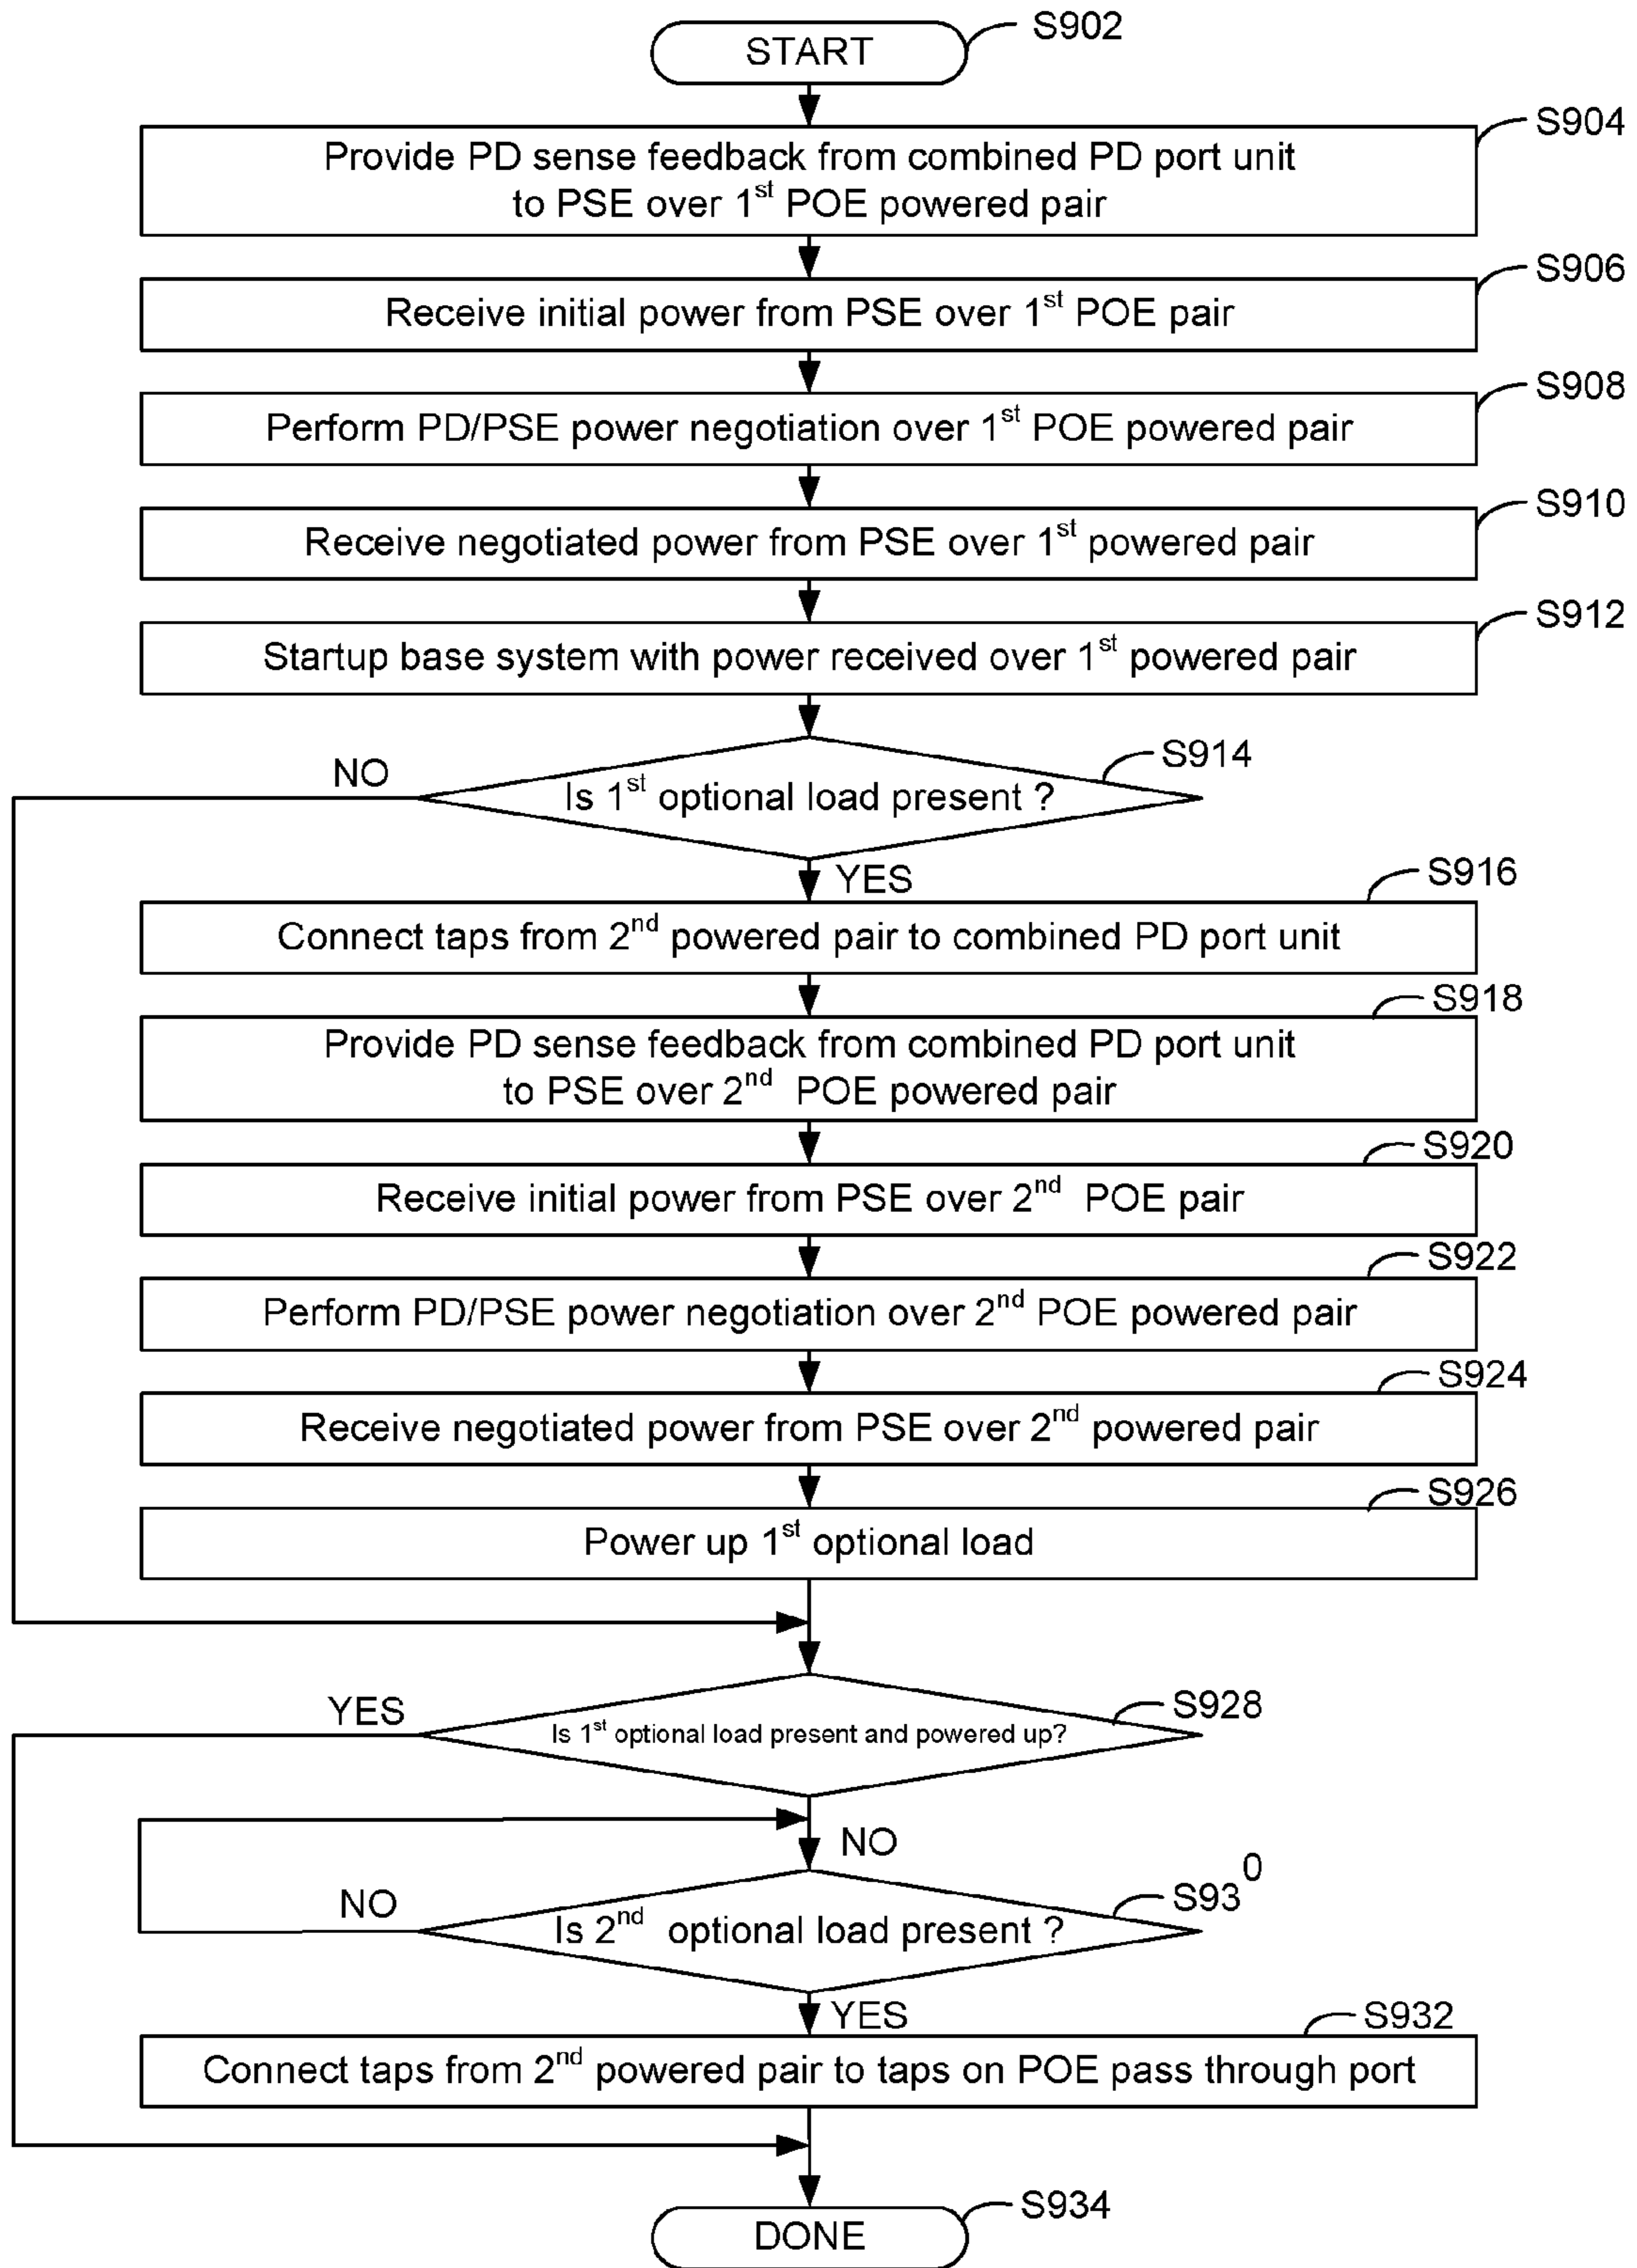 START
S902
S904
Provide PD sense feedback from combined PD port unit
to PSE over 1st POE powered pair
S906
Receive initial power from PSE over 1st POE pair
S908
Perform PD/PSE power negotiation over 1st POE powered pair
S910
Receive negotiated power from PSE over 1st powered pair
S912
Startup base system with power received over 1st powered pair
S914
NO
Is 1st optional load present ?
YES
S916
Connect taps from 2nd powered pair to combined PD port unit
S918
Provide PD sense feedback from combined PD port unit
to PSE over 2nd POE powered pair
S920
Receive initial power from PSE over 2nd POE pair
S922
Perform PD/PSE power negotiation over 2nd POE powered pair
S924
Receive negotiated power from PSE over 2nd powered pair
S926
Power up 1st optional load
YES
S928
Is 1st optional load present and powered up?
NO
S930
NO
Is 2nd optional load present ?
YES
S932
Connect taps from 2nd powered pair to taps on POE pass through port
S934
DONE